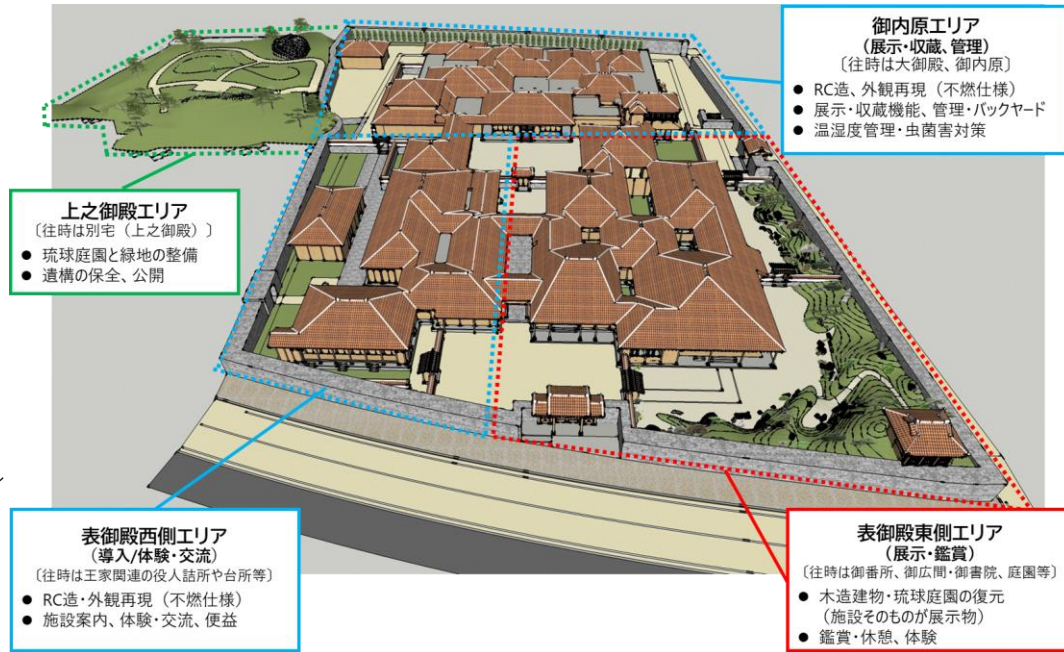 御内原エリア
(展示・収蔵、管理)
〔往時は大御殿、御内原〕
● RC造、外観再現（不燃仕様）
● 展示・収蔵機能、管理・バックヤード
● 温湿度管理・虫菌害対策
上之御殿エリア
〔往時は別宅（上之御殿）〕
● 琉球庭園と緑地の整備
● 遺構の保全、公開
表御殿西側エリア
(導入/体験・交流)
〔往時は王家関連の役人詰所や台所等〕
● RC造・外観再現（不燃仕様）
● 施設案内、体験・交流、便益
表御殿東側エリア
(展示・鑑賞)
〔往時は御番所、御広間・御書院、庭園等〕
● 木造建物・琉球庭園の復元
（施設そのものが展示物）
● 鑑賞・休憩、体験